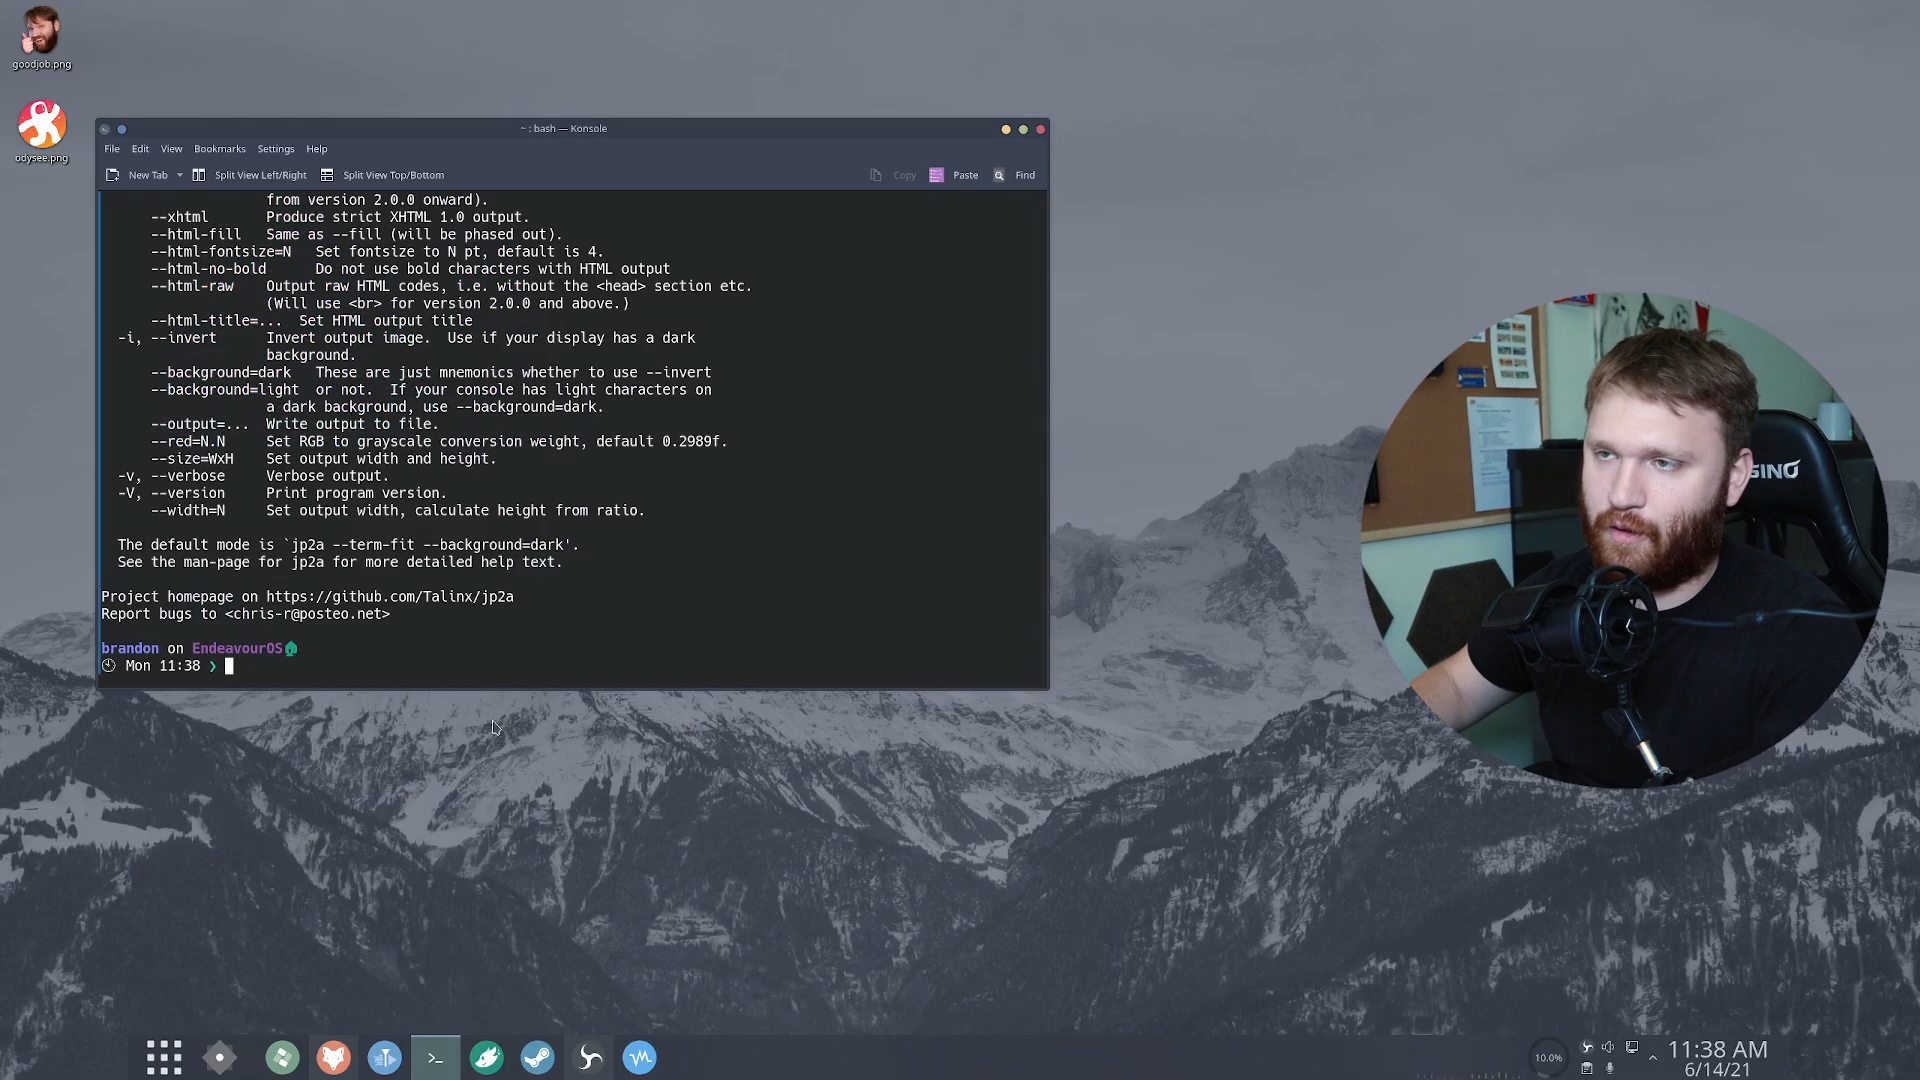 goodjob.png
odysee.png
~ : bash — Konsole
File Edit View Bookmarks Settings Help
New Tab Split View Left/Right Split View Top/Bottom Copy Paste Find
from version 2.0.0 onward).
--xhtml Produce strict XHTML 1.0 output.
--html-fill Same as --fill (will be phased out).
--html-fontsize=N Set fontsize to N pt, default is 4.
--html-no-bold Do not use bold characters with HTML output
--html-raw Output raw HTML codes, i.e. without the <head> section etc.
(Will use <br> for version 2.0.0 and above.)
--html-title=... Set HTML output title
-i, --invert Invert output image. Use if your display has a dark
background.
--background=dark These are just mnemonics whether to use --invert
--background=light or not. If your console has light characters on
a dark background, use --background=dark.
--output=... Write output to file.
--red=N.N Set RGB to grayscale conversion weight, default 0.2989f.
--size=WxH Set output width and height.
-v, --verbose Verbose output.
-V, --version Print program version.
--width=N Set output width, calculate height from ratio.
The default mode is `jp2a --term-fit --background=dark'.
See the man-page for jp2a for more detailed help text.
Project homepage on https://github.com/Talinx/jp2a
Report bugs to <chris-r@posteo.net>
brandon on EndeavourOS
Mon 11:38 ❯
SINO
10.0%
11:38 AM
6/14/21